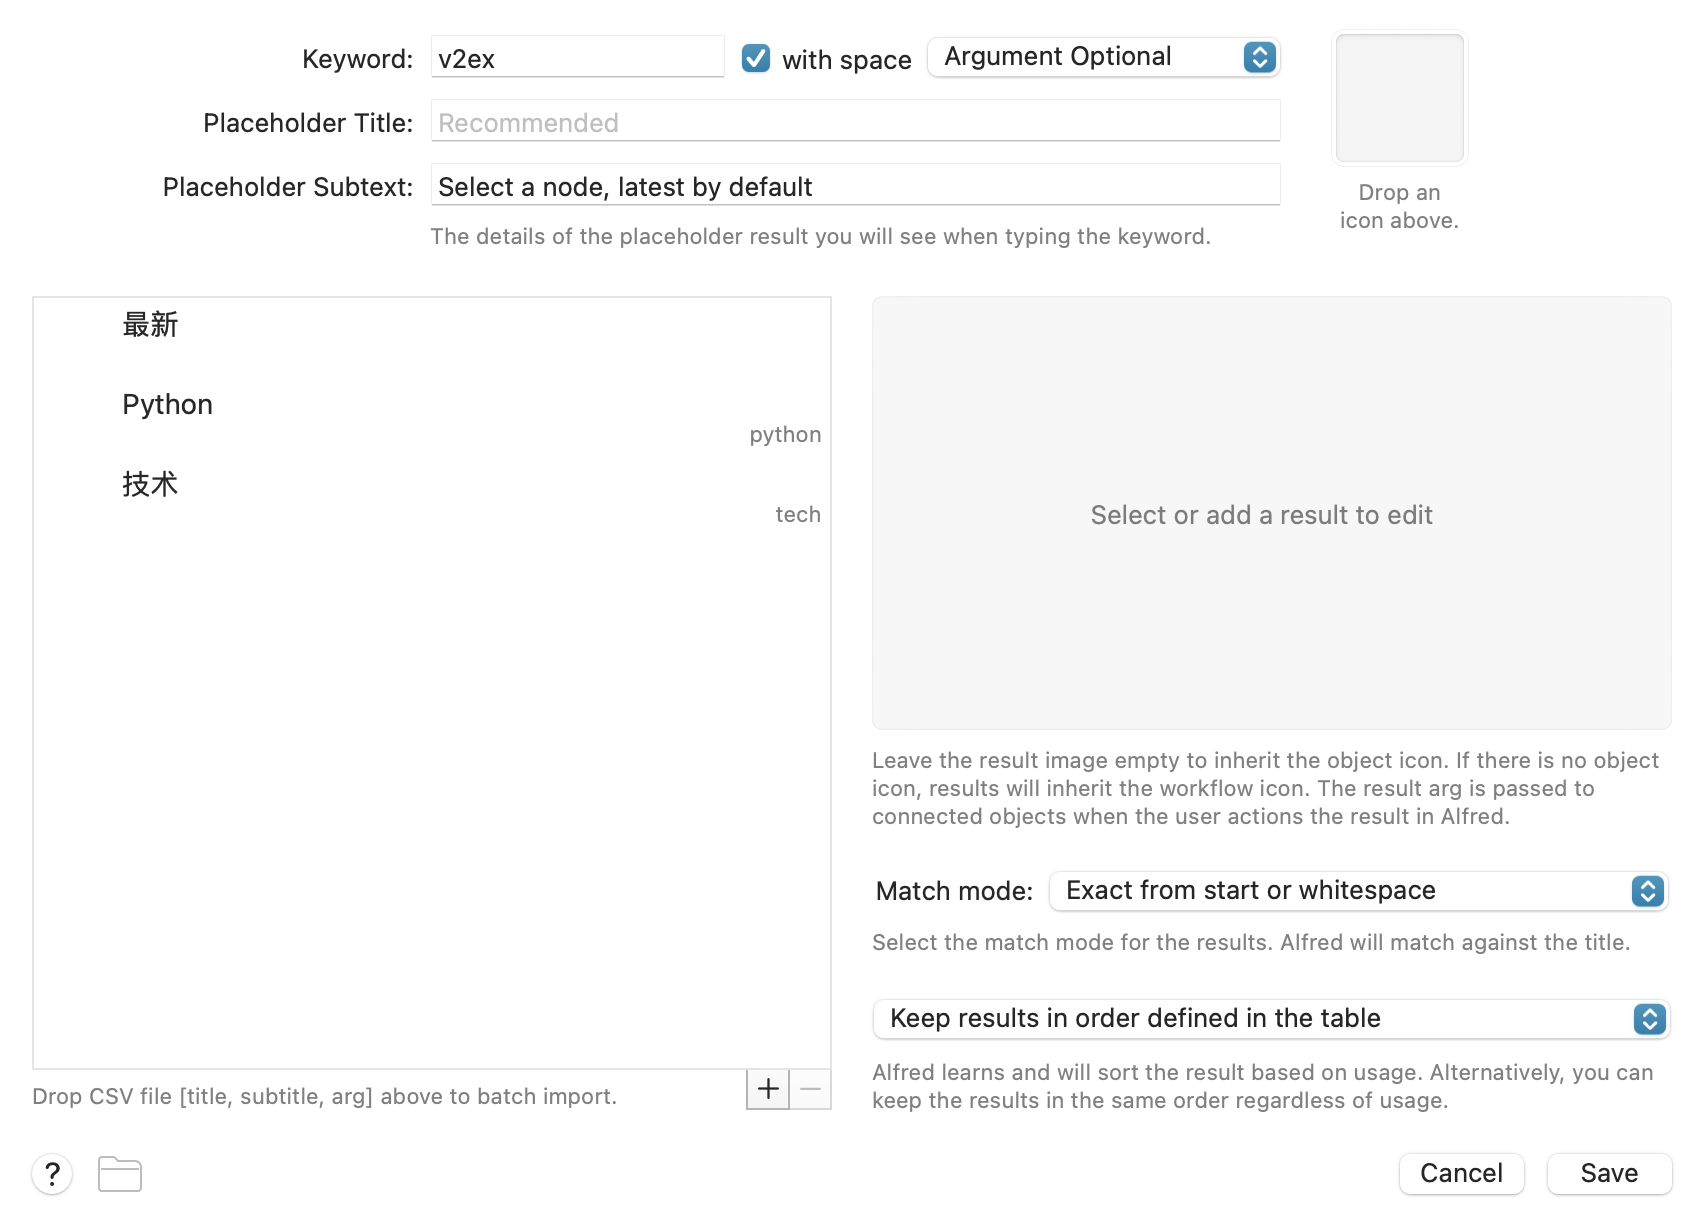 Keyword: v2ex with space Argument Optional
Placeholder Title: Recommended
Placeholder Subtext: Select a node, latest by default
The details of the placeholder result you will see when typing the keyword.
Drop an
icon above.
最新
Python
python
技术
tech
Drop CSV file [title, subtitle, arg] above to batch import.
+ −
Select or add a result to edit
Leave the result image empty to inherit the object icon. If there is no object
icon, results will inherit the workflow icon. The result arg is passed to
connected objects when the user actions the result in Alfred.
Match mode: Exact from start or whitespace
Select the match mode for the results. Alfred will match against the title.
Keep results in order defined in the table
Alfred learns and will sort the result based on usage. Alternatively, you can
keep the results in the same order regardless of usage.
? Cancel Save